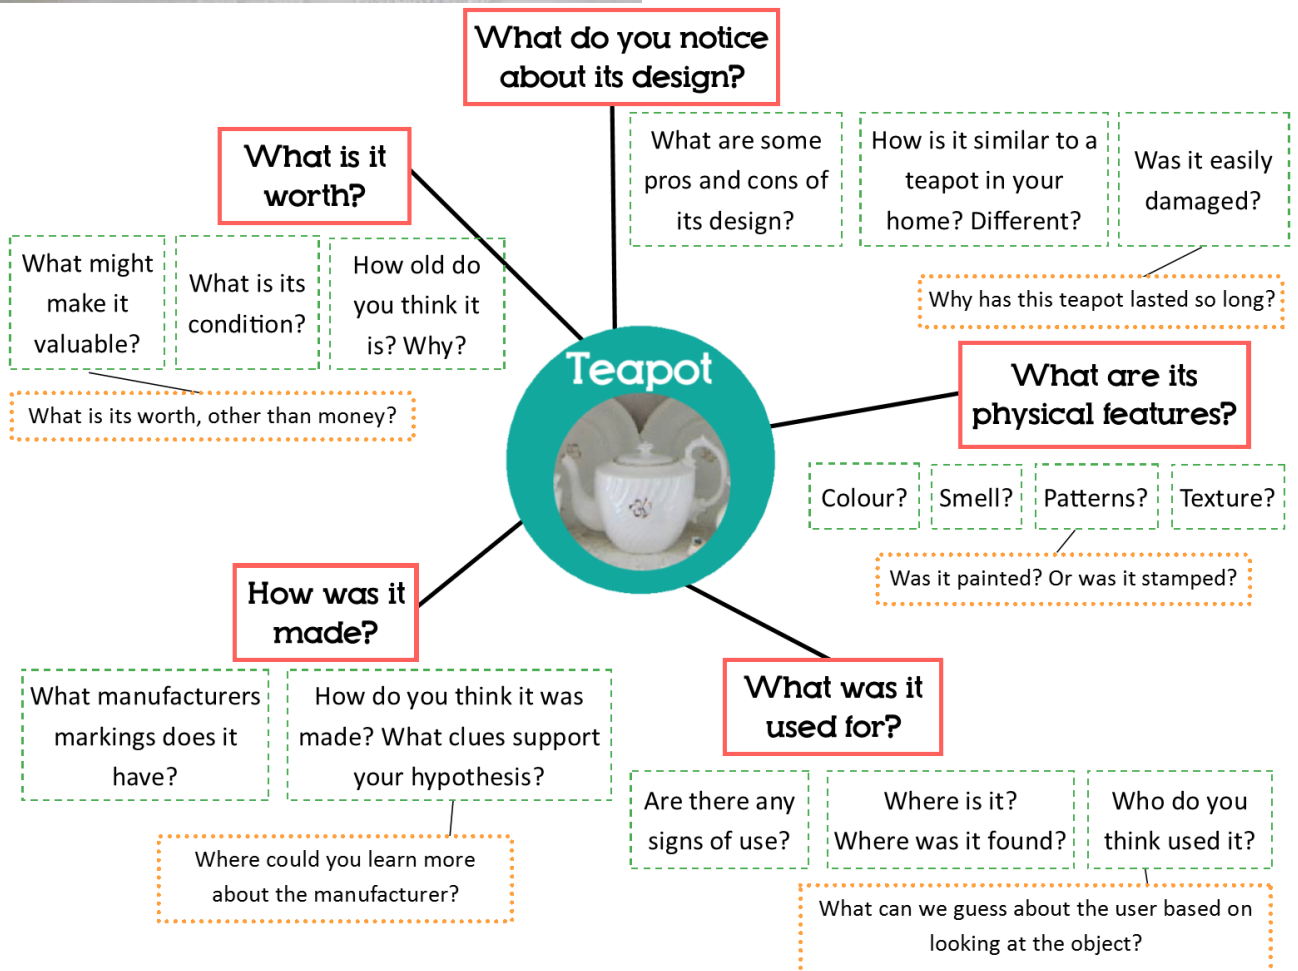 What do you notice
about its design?
What are some
pros and cons of
its design?
How is it similar to a
teapot in your
home? Different?
Was it easily
damaged?
Why has this teapot lasted so long?
What is it
worth?
What might
make it
valuable?
What is its
condition?
How old do
you think it
is? Why?
What is its worth, other than money?
Teapot
What are its
physical features?
Colour?
Smell?
Patterns?
Texture?
Was it painted? Or was it stamped?
How was it
made?
What manufacturers
markings does it
have?
How do you think it was
made? What clues support
your hypothesis?
Where could you learn more
about the manufacturer?
What was it
used for?
Are there any
signs of use?
Where is it?
Where was it found?
Who do you
think used it?
What can we guess about the user based on
looking at the object?